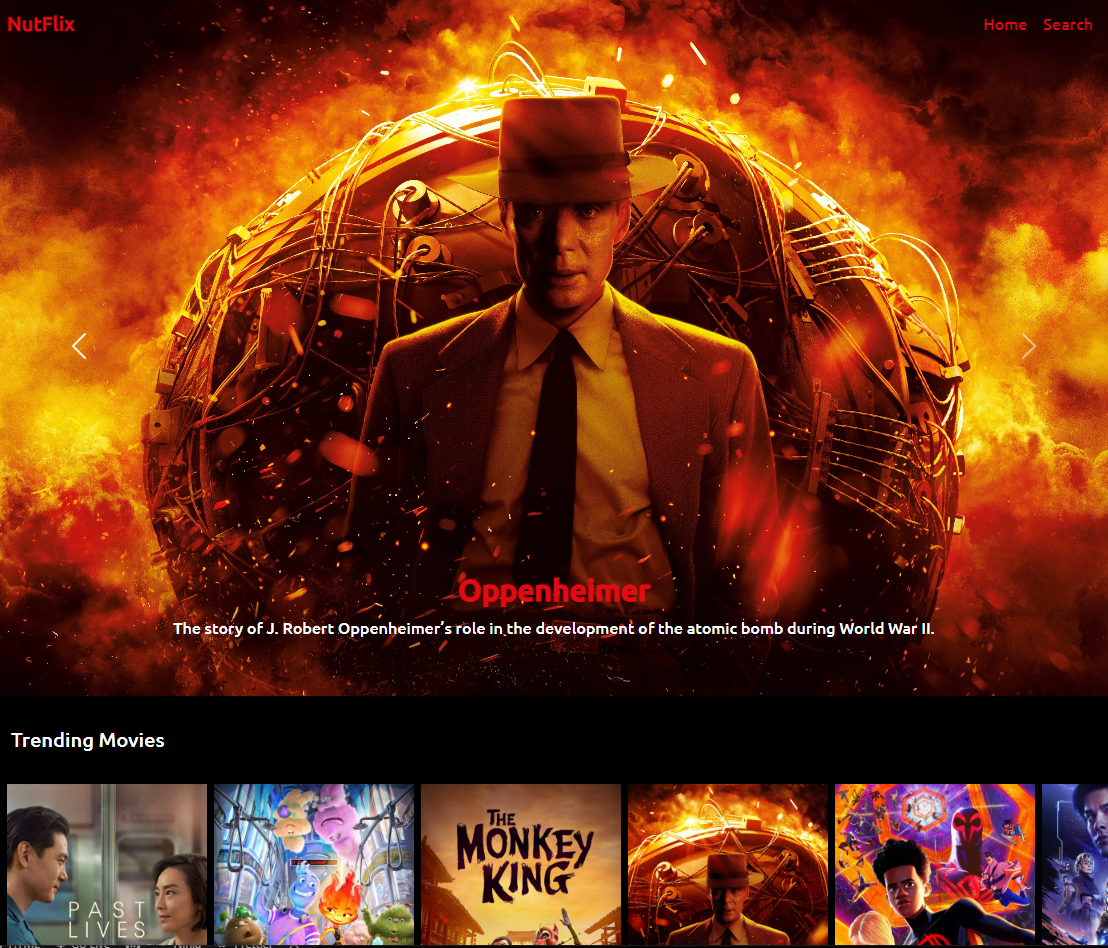 NutFlix
Home Search
Oppenheimer
The story of J. Robert Oppenheimer's role in the development of the atomic bomb during World War II.
Trending Movies
PAST
LIVES
THE
MONKEY
KING